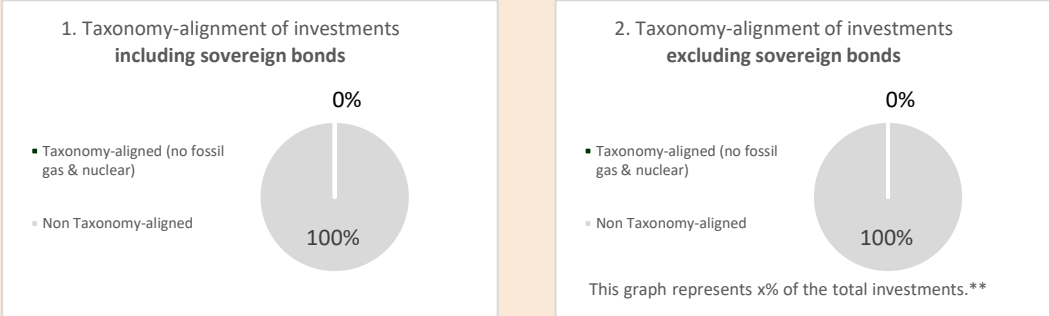 1. Taxonomy-alignment of investments
including sovereign bonds
0%
Taxonomy-aligned (no fossil
gas & nuclear)
Non Taxonomy-aligned
100%
2. Taxonomy-alignment of investments
excluding sovereign bonds
0%
Taxonomy-aligned (no fossil
gas & nuclear)
Non Taxonomy-aligned
100%
This graph represents x% of the total investments.**